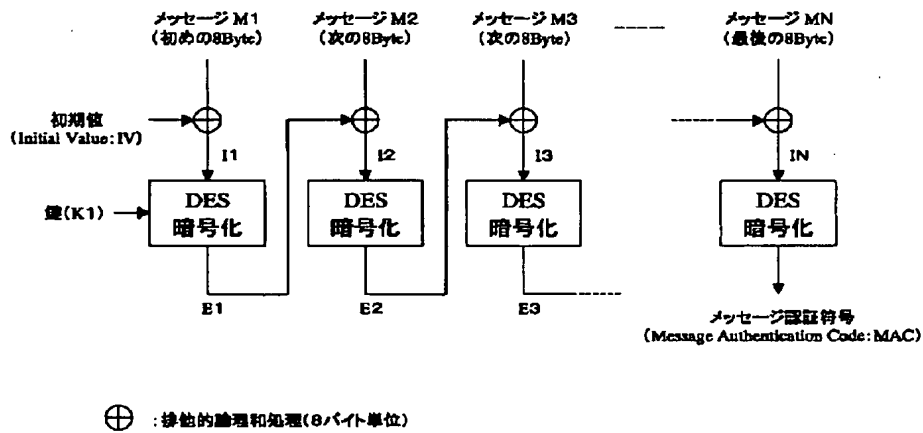 メッセージ M1 メッセージ M2 メッセージ M3 メッセージ MN
(初めの8Byte) (次の8Byte) (次の8Byte) (最後の8Byte)
初期値
(Initial Value:IV)
I1 I2 I3 IN
鍵(K1)
DES DES DES DES
暗号化 暗号化 暗号化 暗号化
E1 E2 E3
メッセージ認証符号
(Message Authentication Code:MAC)
⊕ :排他的論理和処理(8バイト単位)